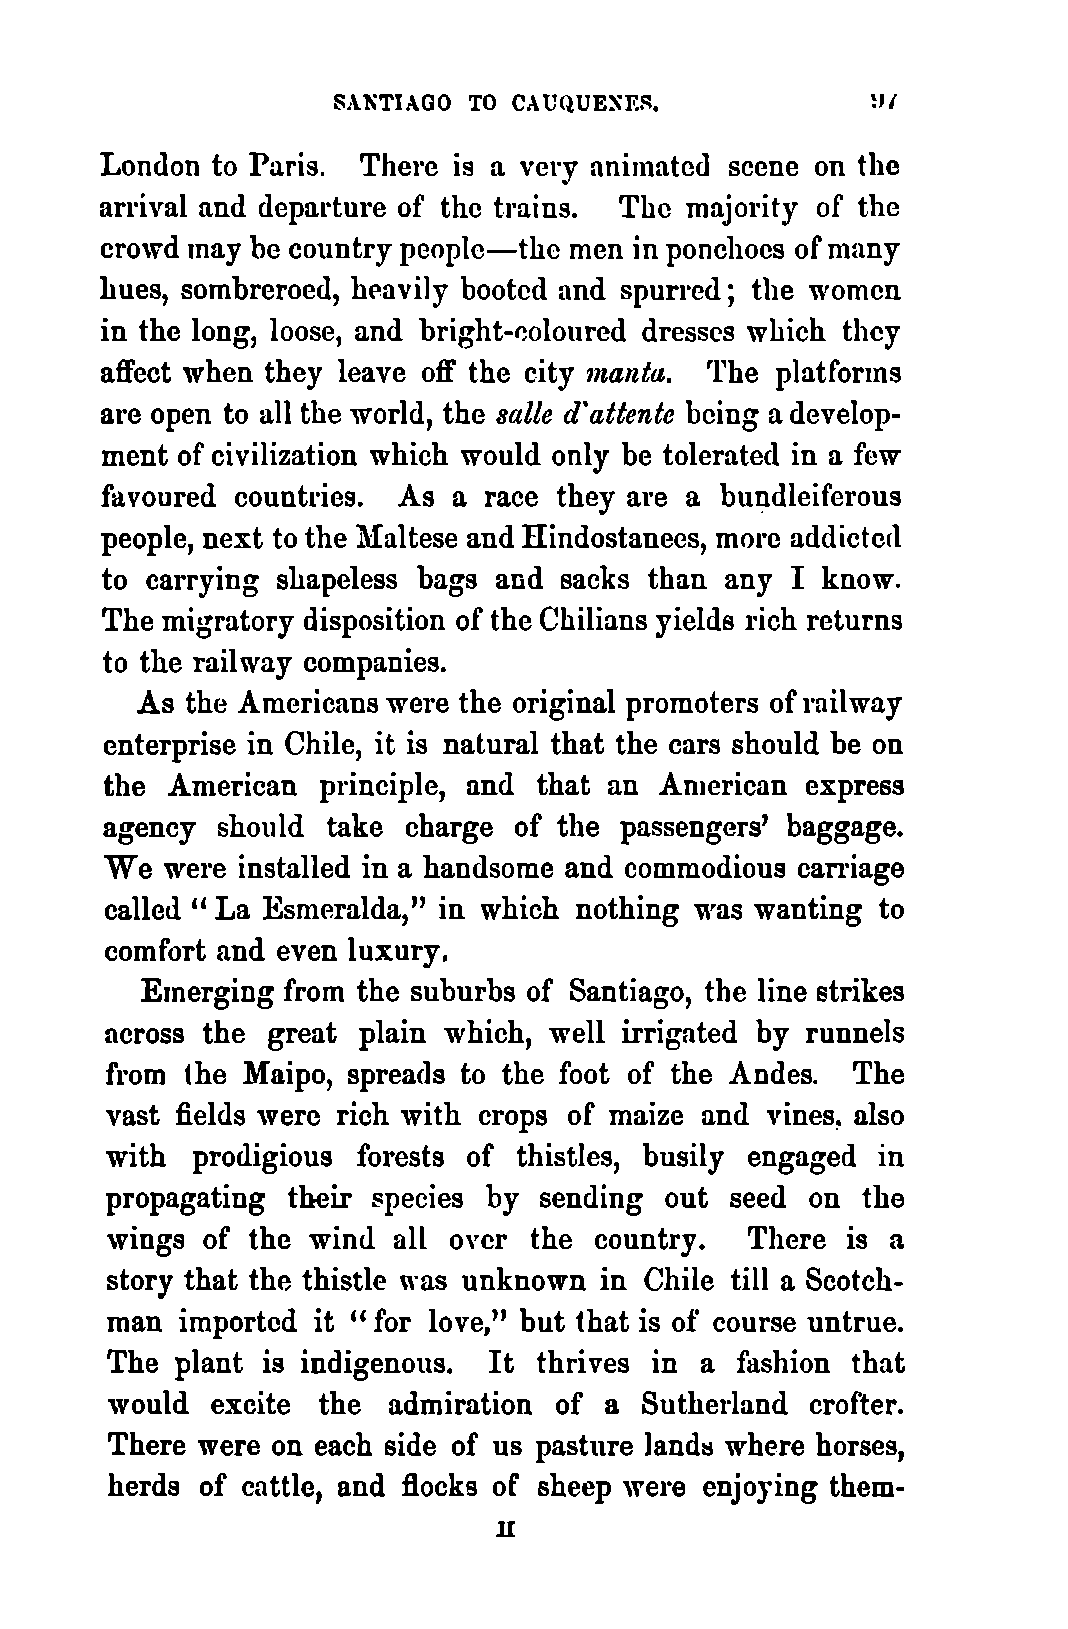 SANTIAGO TO CAUQUENES. 97
London to Paris. There is a very animated scene on the
arrival and departure of the trains. The majority of the
crowd may be country people—the men in ponchoes of many
hues, sombreroed, heavily booted and spurred; the women
in the long, loose, and bright-coloured dresses which they
affect when they leave off the city manta. The platforms
are open to all the world, the salle d'attente being a develop-
ment of civilization which would only be tolerated in a few
favoured countries. As a race they are a bundleiferous
people, next to the Maltese and Hindostanees, more addicted
to carrying shapeless bags and sacks than any I know.
The migratory disposition of the Chilians yields rich returns
to the railway companies.
As the Americans were the original promoters of railway
enterprise in Chile, it is natural that the cars should be on
the American principle, and that an American express
agency should take charge of the passengers' baggage.
We were installed in a handsome and commodious carriage
called "La Esmeralda," in which nothing was wanting to
comfort and even luxury.
Emerging from the suburbs of Santiago, the line strikes
across the great plain which, well irrigated by runnels
from the Maipo, spreads to the foot of the Andes. The
vast fields were rich with crops of maize and vines, also
with prodigious forests of thistles, busily engaged in
propagating their species by sending out seed on the
wings of the wind all over the country. There is a
story that the thistle was unknown in Chile till a Scotch-
man imported it "for love," but that is of course untrue.
The plant is indigenous. It thrives in a fashion that
would excite the admiration of a Sutherland crofter.
There were on each side of us pasture lands where horses,
herds of cattle, and flocks of sheep were enjoying them-
H